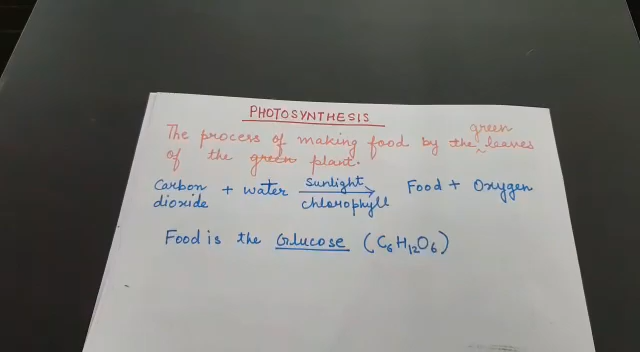 PHOTOSYNTHESIS
The process of making food by the green leaves
of the green plant.
Carbon dioxide + water sunlight chlorophyll Food + Oxygen
Food is the Glucose (C₆H₁₂O₆)